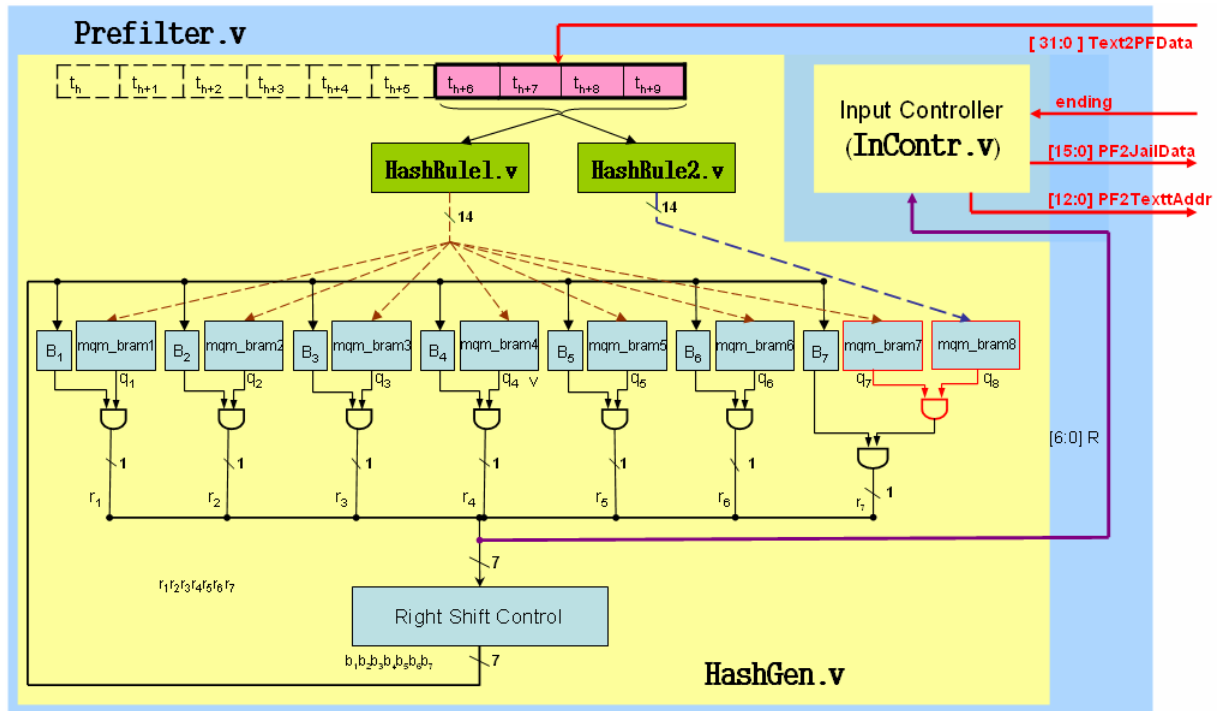 Prefilter.v
[ 31:0 ] Text2PFData
t_h t_h+1 t_h+2 t_h+3 t_h+4 t_h+5 t_h+6 t_h+7 t_h+8 t_h+9
Input Controller
(InContr.v)
ending
[15:0] PF2JailData
[12:0] PF2TexttAddr
HashRule1.v HashRule2.v
14 14
B1 mqm_bram1 B2 mqm_bram2 B3 mqm_bram3 B4 mqm_bram4 B5 mqm_bram5 B6 mqm_bram6 B7 mqm_bram7 mqm_bram8
q1 q2 q3 q4 v q5 q6 q7 q8
[6:0] R
1 1 1 1 1 1 1
r1 r2 r3 r4 r5 r6 r7
7
r1r2r3r4r5r6r7
Right Shift Control
b1b2b3b4b5b6b7 7
HashGen.v